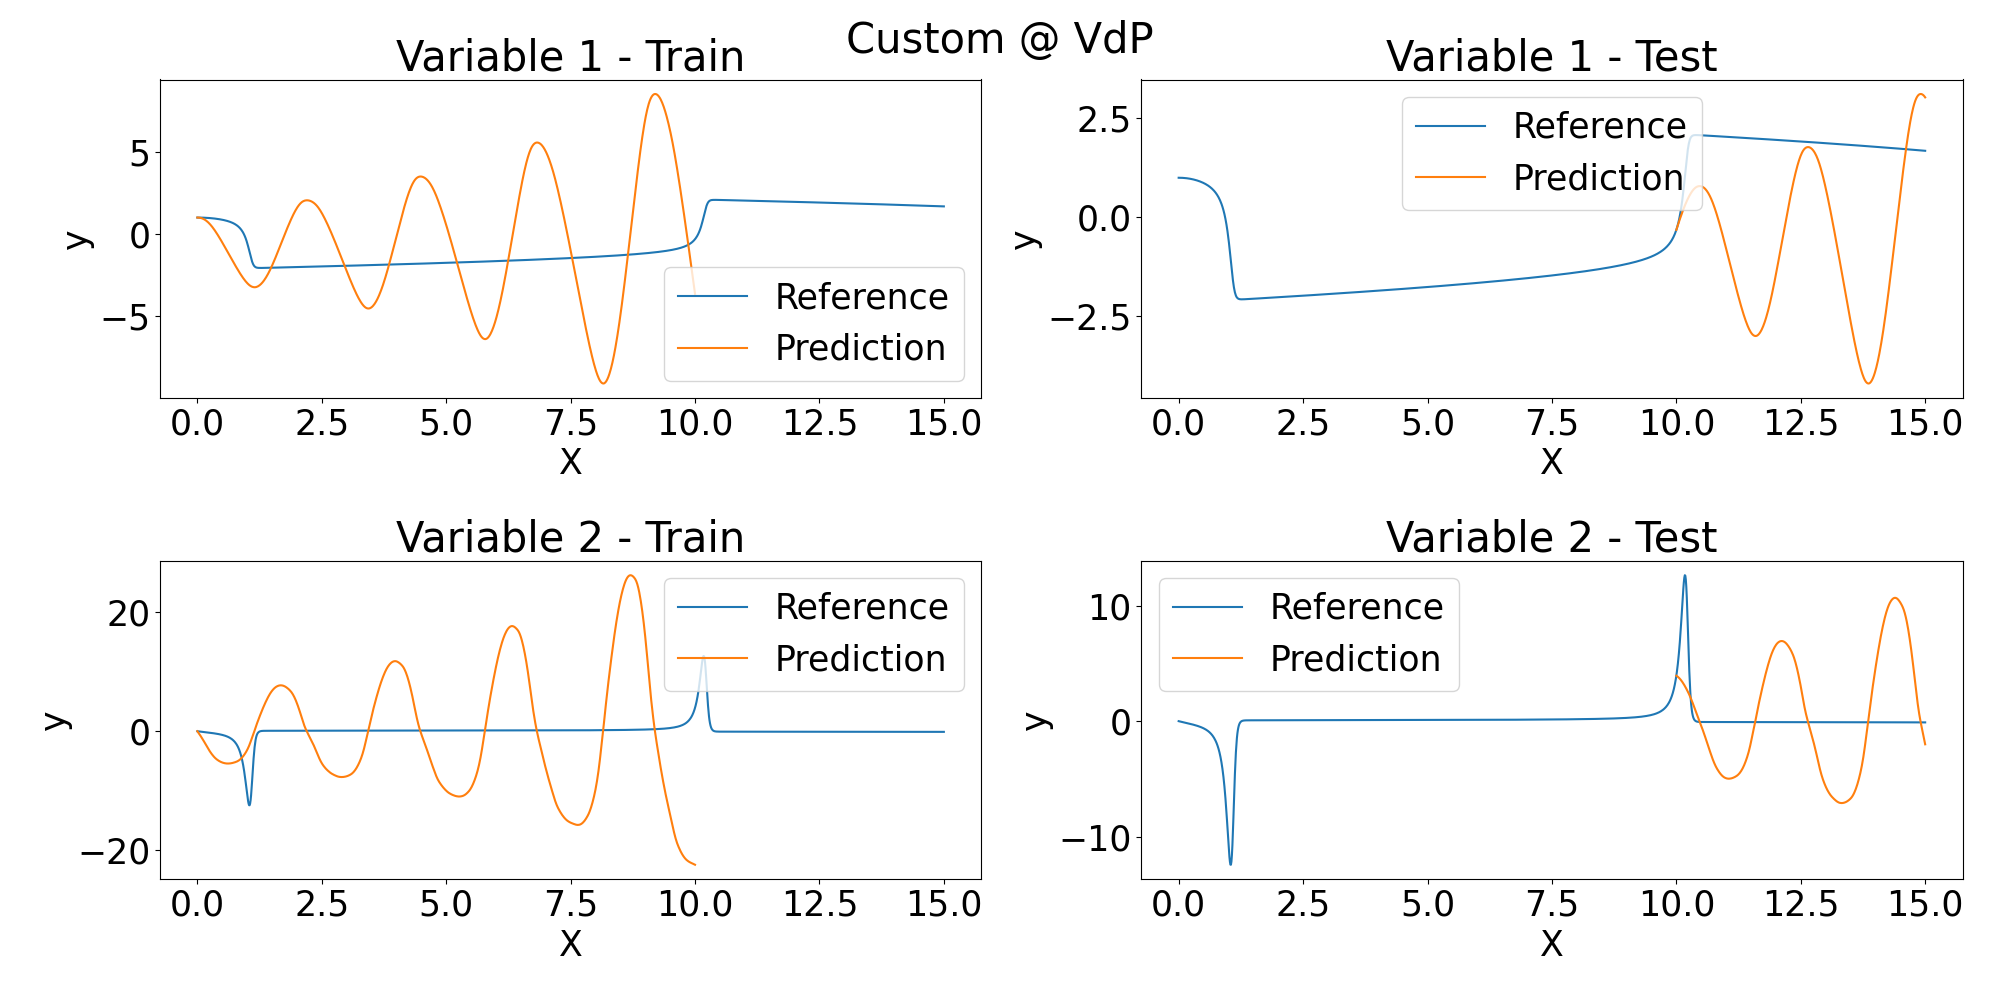 Custom @ VdP
Variable 1 - Train
y
5
0
−5
Reference
Prediction
0.0 2.5 5.0 7.5 10.0 12.5 15.0
X
Variable 1 - Test
y
2.5
0.0
−2.5
Reference
Prediction
0.0 2.5 5.0 7.5 10.0 12.5 15.0
X
Variable 2 - Train
y
20
0
−20
Reference
Prediction
0.0 2.5 5.0 7.5 10.0 12.5 15.0
X
Variable 2 - Test
y
10
0
−10
Reference
Prediction
0.0 2.5 5.0 7.5 10.0 12.5 15.0
X